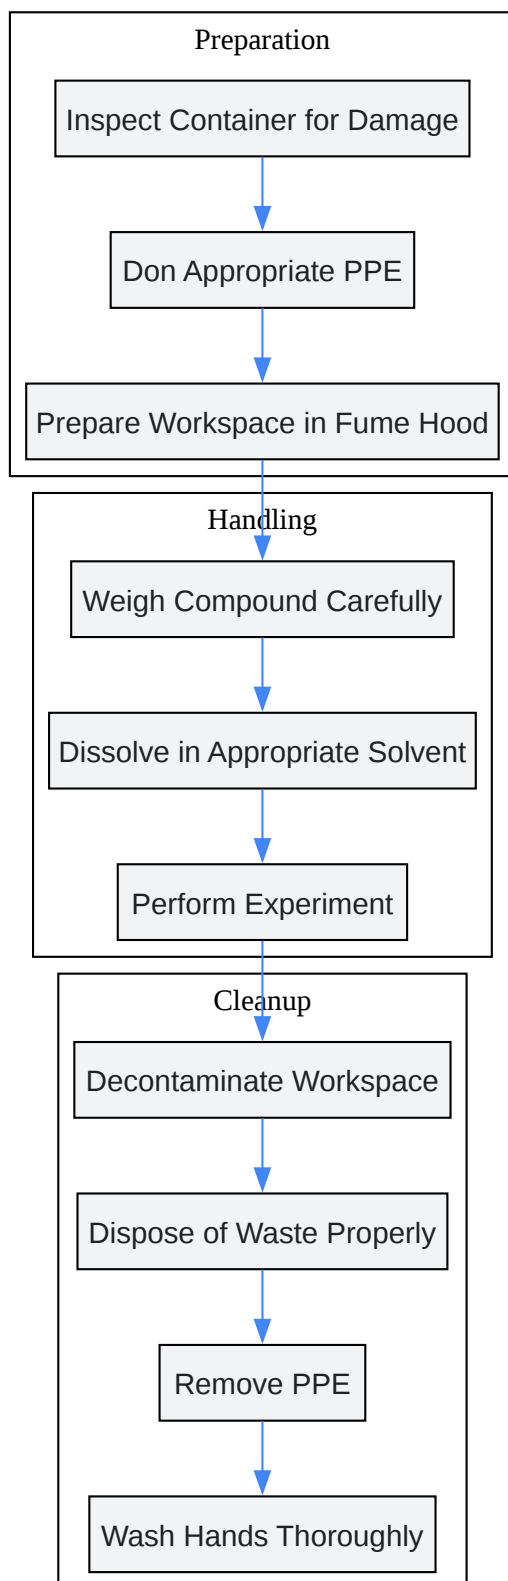 Preparation
Inspect Container for Damage
Don Appropriate PPE
Prepare Workspace in Fume Hood
Handling
Weigh Compound Carefully
Dissolve in Appropriate Solvent
Perform Experiment
Cleanup
Decontaminate Workspace
Dispose of Waste Properly
Remove PPE
Wash Hands Thoroughly